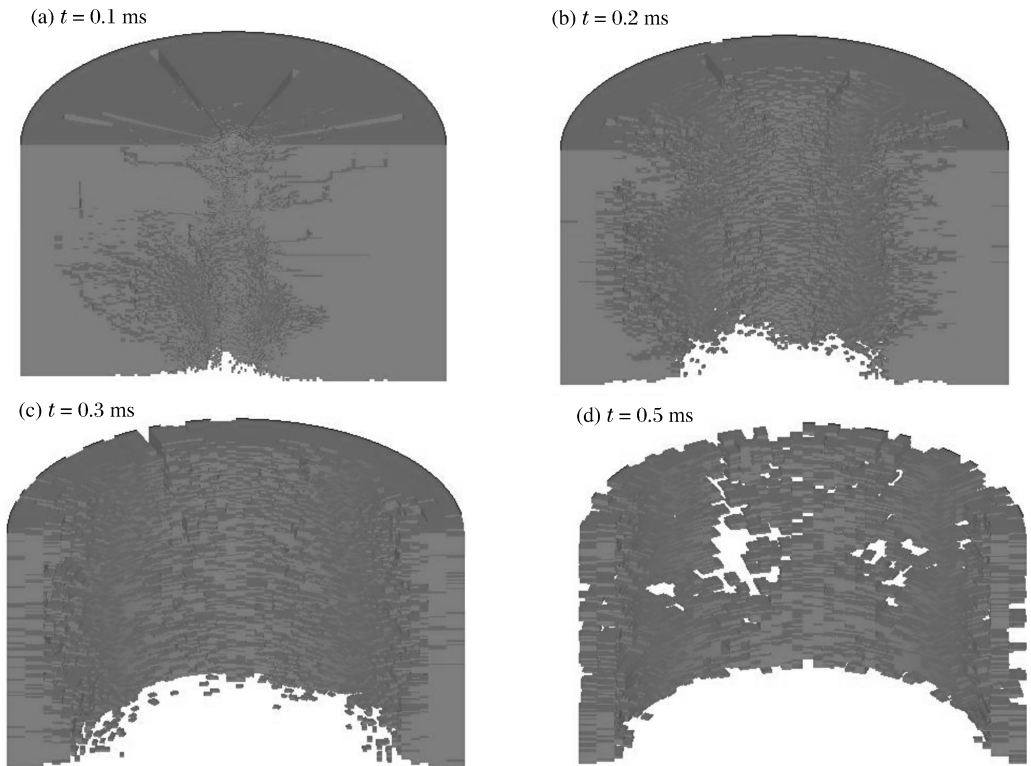 (a) t = 0.1 ms
(b) t = 0.2 ms
(c) t = 0.3 ms
(d) t = 0.5 ms